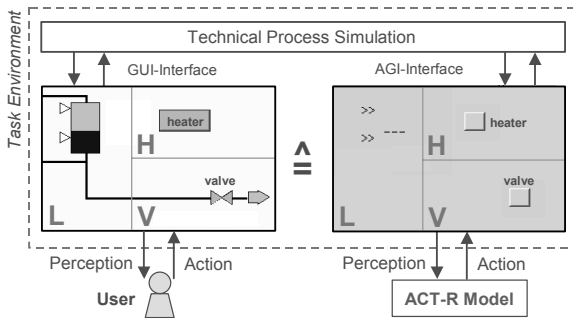 Task Environment
Technical Process Simulation
GUI-Interface
AGI-Interface
heater
H
valve
L
V
>>
>> ---
heater
H
valve
L
V
≙
Perception
Action
Perception
Action
User
ACT-R Model